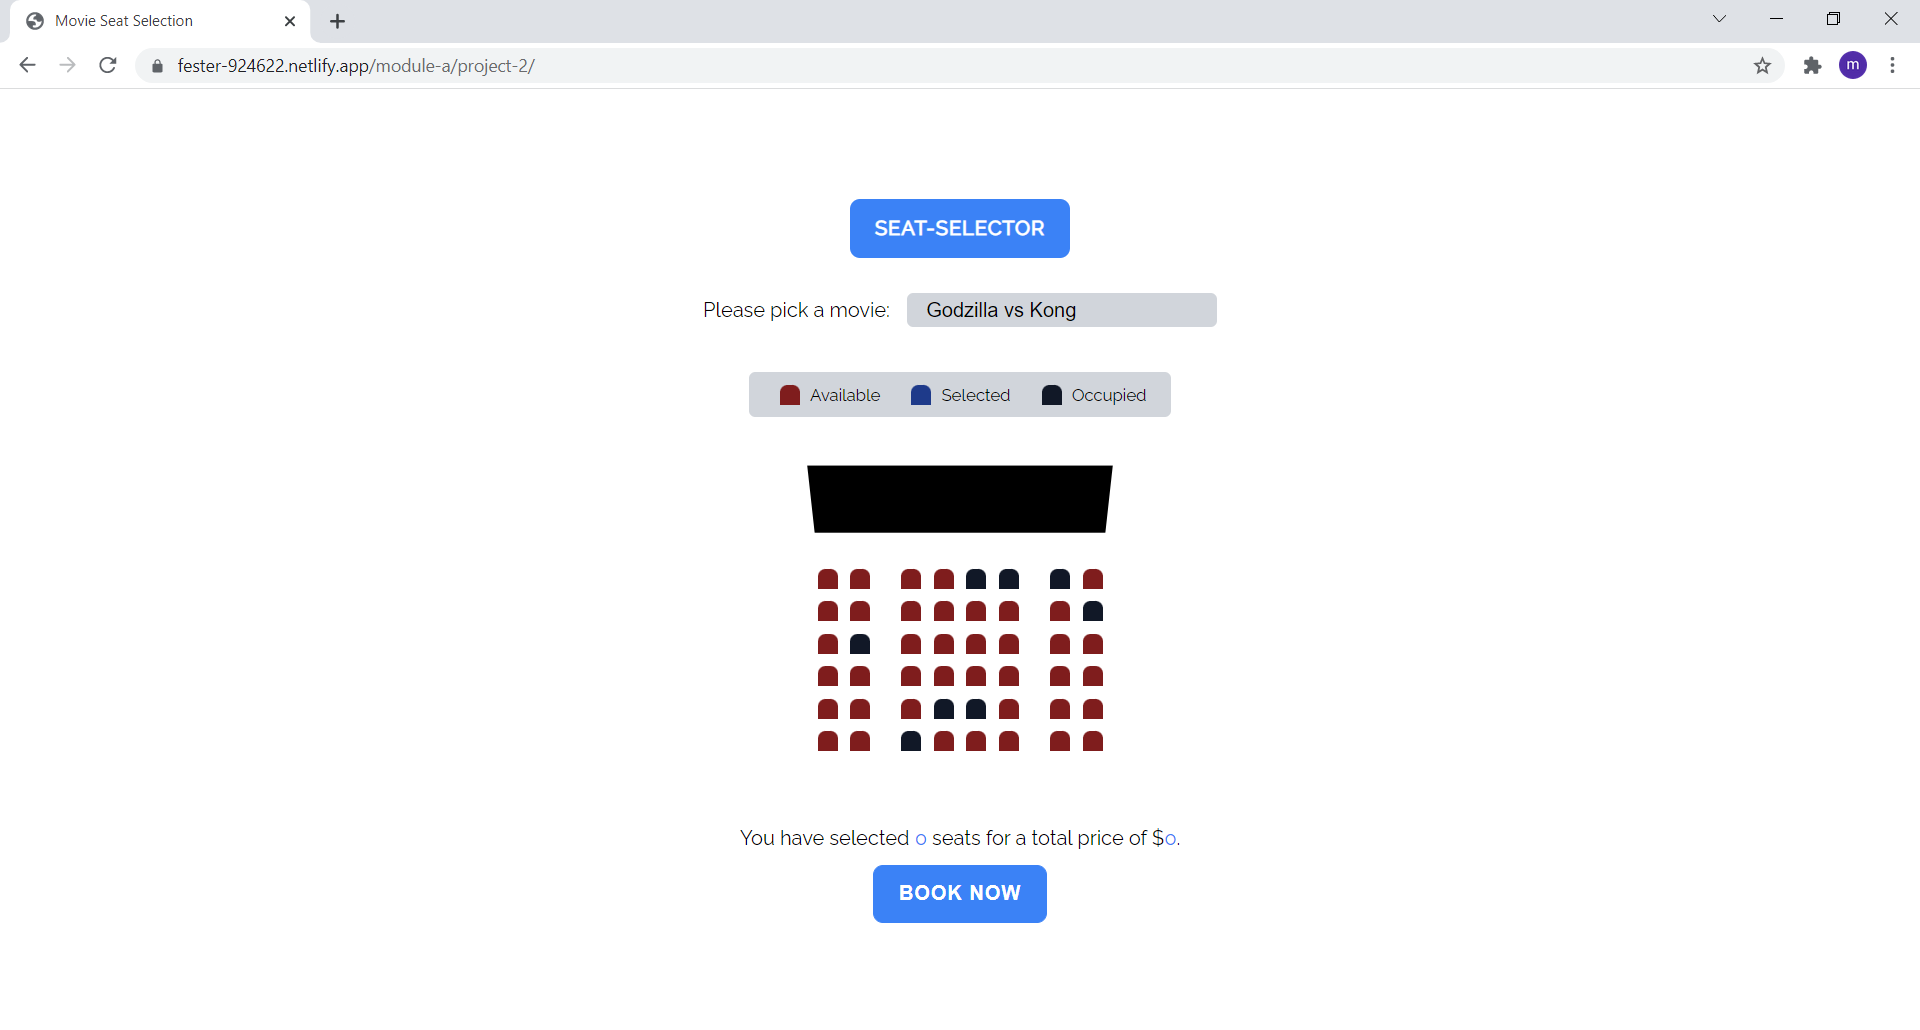 Movie Seat Selection
fester-924622.netlify.app/module-a/project-2/
m
SEAT-SELECTOR
Please pick a movie: Godzilla vs Kong
Available Selected Occupied
You have selected 0 seats for a total price of $0.
BOOK NOW